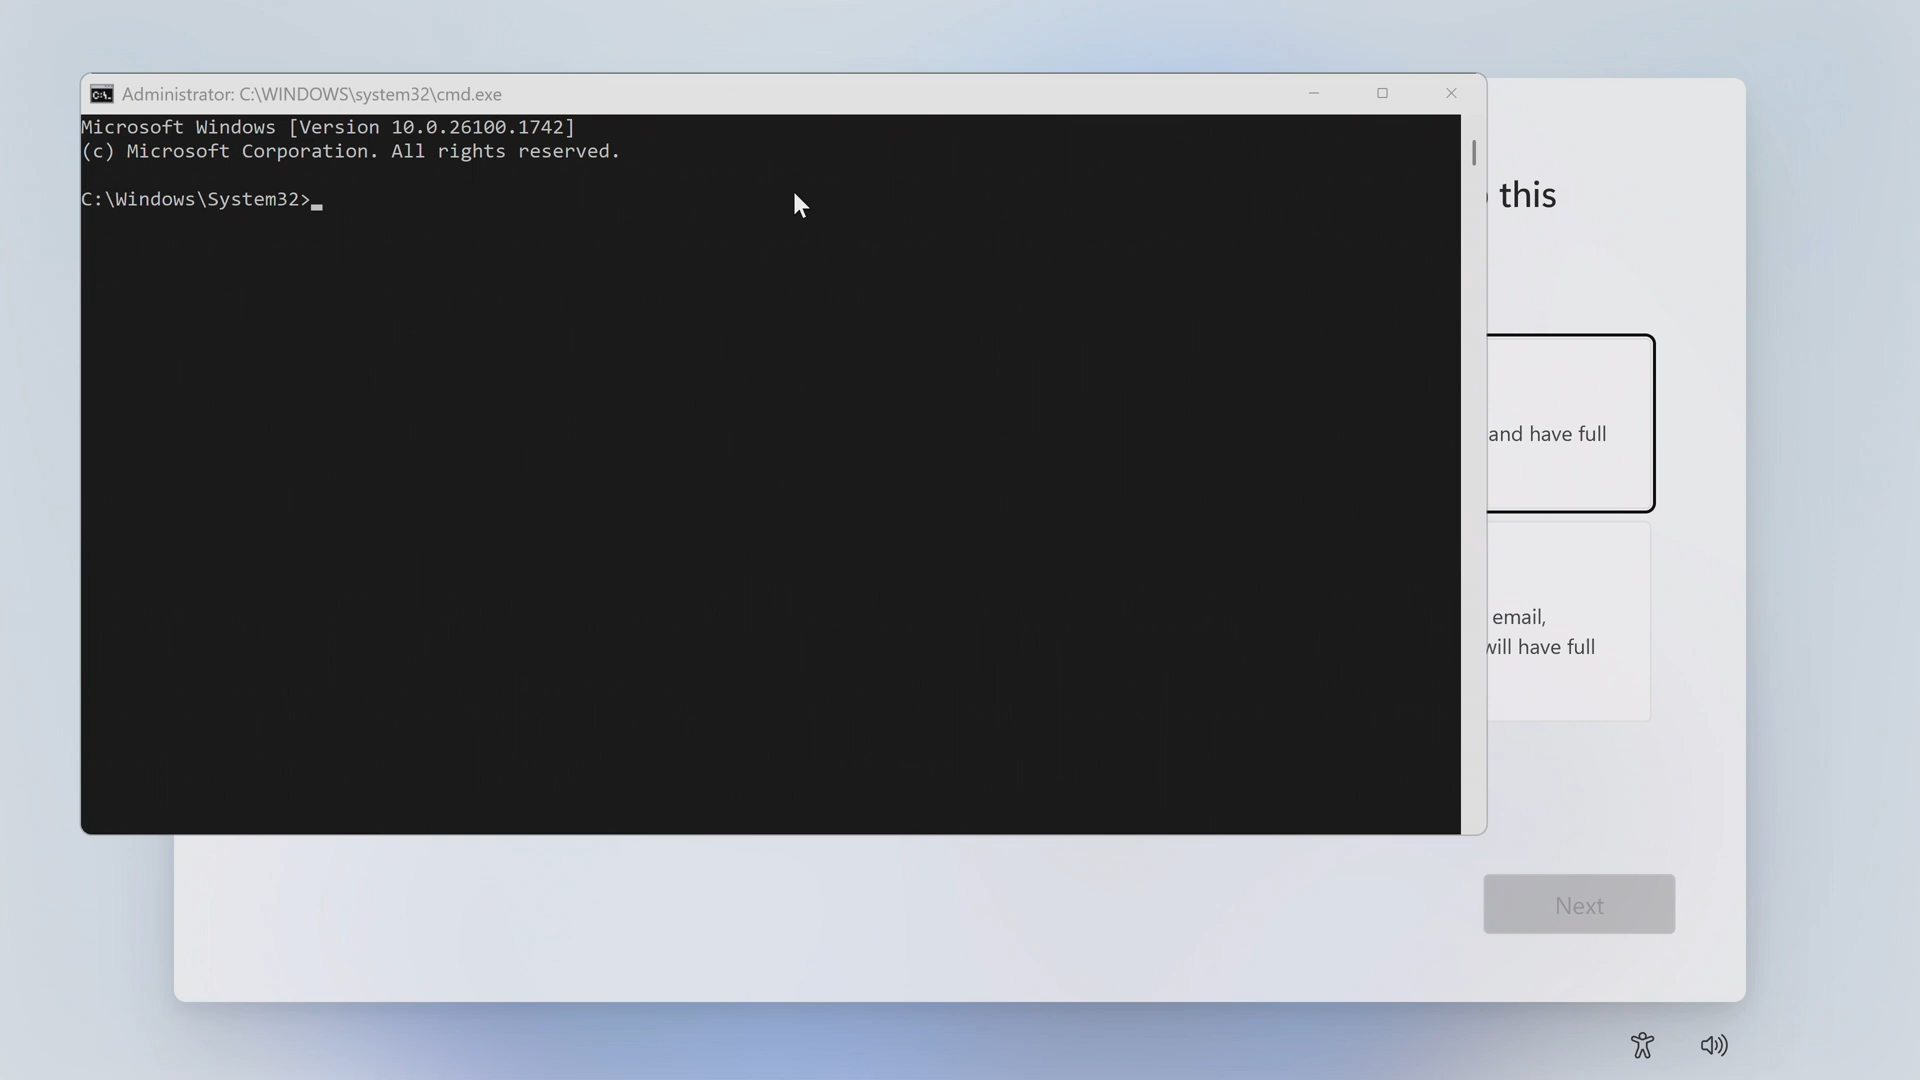 Administrator: C:\WINDOWS\system32\cmd.exe
Microsoft Windows [Version 10.0.26100.1742]
(c) Microsoft Corporation. All rights reserved.
C:\Windows\System32>
this
and have full
email,
will have full
Next